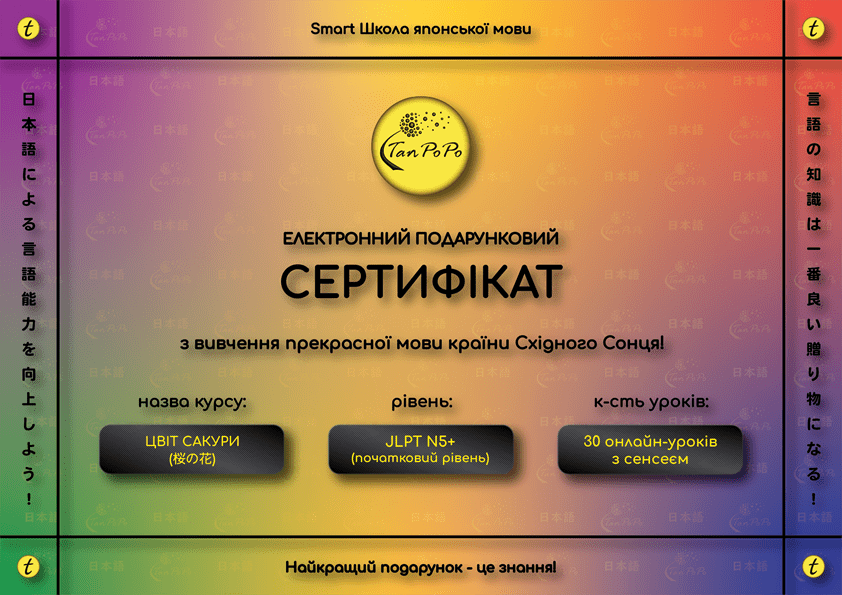 t
Smart Школа японської мови
t
日本語による言語能力を向上しよう！
TanPoPo
ЕЛЕКТРОННИЙ ПОДАРУНКОВИЙ
СЕРТИФІКАТ
з вивчення прекрасної мови країни Східного Сонця!
назва курсу:
ЦВІТ САКУРИ
(桜の花)
рівень:
JLPT N5+
(початковий рівень)
к-сть уроків:
30 онлайн-уроків
з сенсеєм
言語の知識は一番良い贈り物になる！
t
Найкращий подарунок - це знання!
t